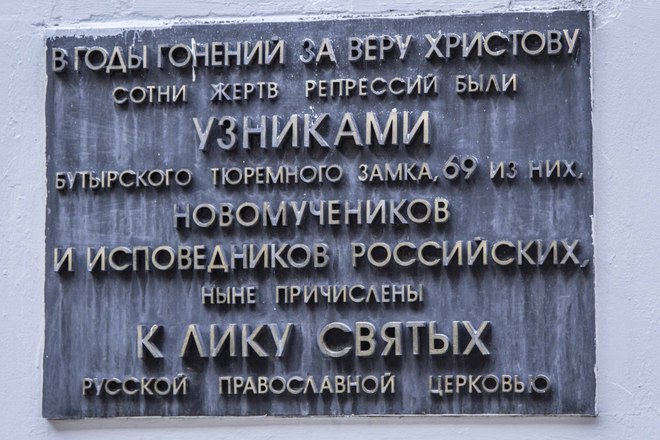 В ГОДЫ ГОНЕНИЙ ЗА ВЕРУ ХРИСТОВУ
СОТНИ ЖЕРТВ РЕПРЕССИЙ БЫЛИ
УЗНИКАМИ
БУТЫРСКОГО ТЮРЕМНОГО ЗАМКА, 69 ИЗ НИХ,
НОВОМУЧЕНИКОВ
И ИСПОВЕДНИКОВ РОССИЙСКИХ,
НЫНЕ ПРИЧИСЛЕНЫ
К ЛИКУ СВЯТЫХ
РУССКОЙ ПРАВОСЛАВНОЙ ЦЕРКОВЬЮ